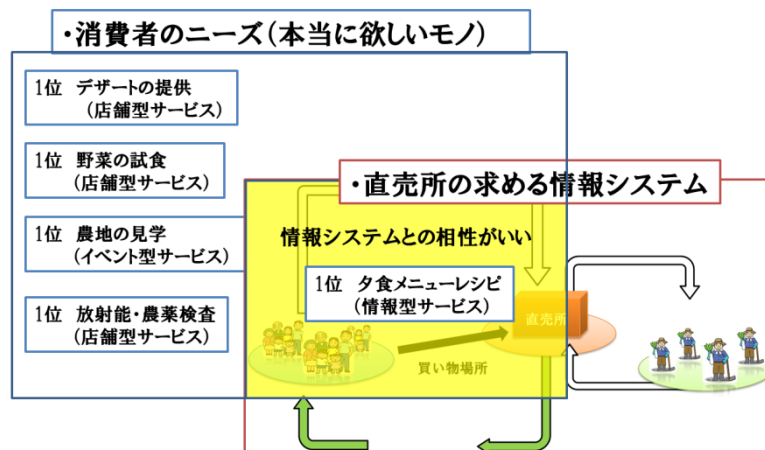 ・消費者のニーズ(本当に欲しいモノ)
1位 デザートの提供
(店舗型サービス)
1位 野菜の試食
(店舗型サービス)
1位 農地の見学
(イベント型サービス)
1位 放射能・農薬検査
(店舗型サービス)
・直売所の求める情報システム
情報システムとの相性がいい
1位 夕食メニューレシピ
(情報型サービス)
直売所
買い物場所